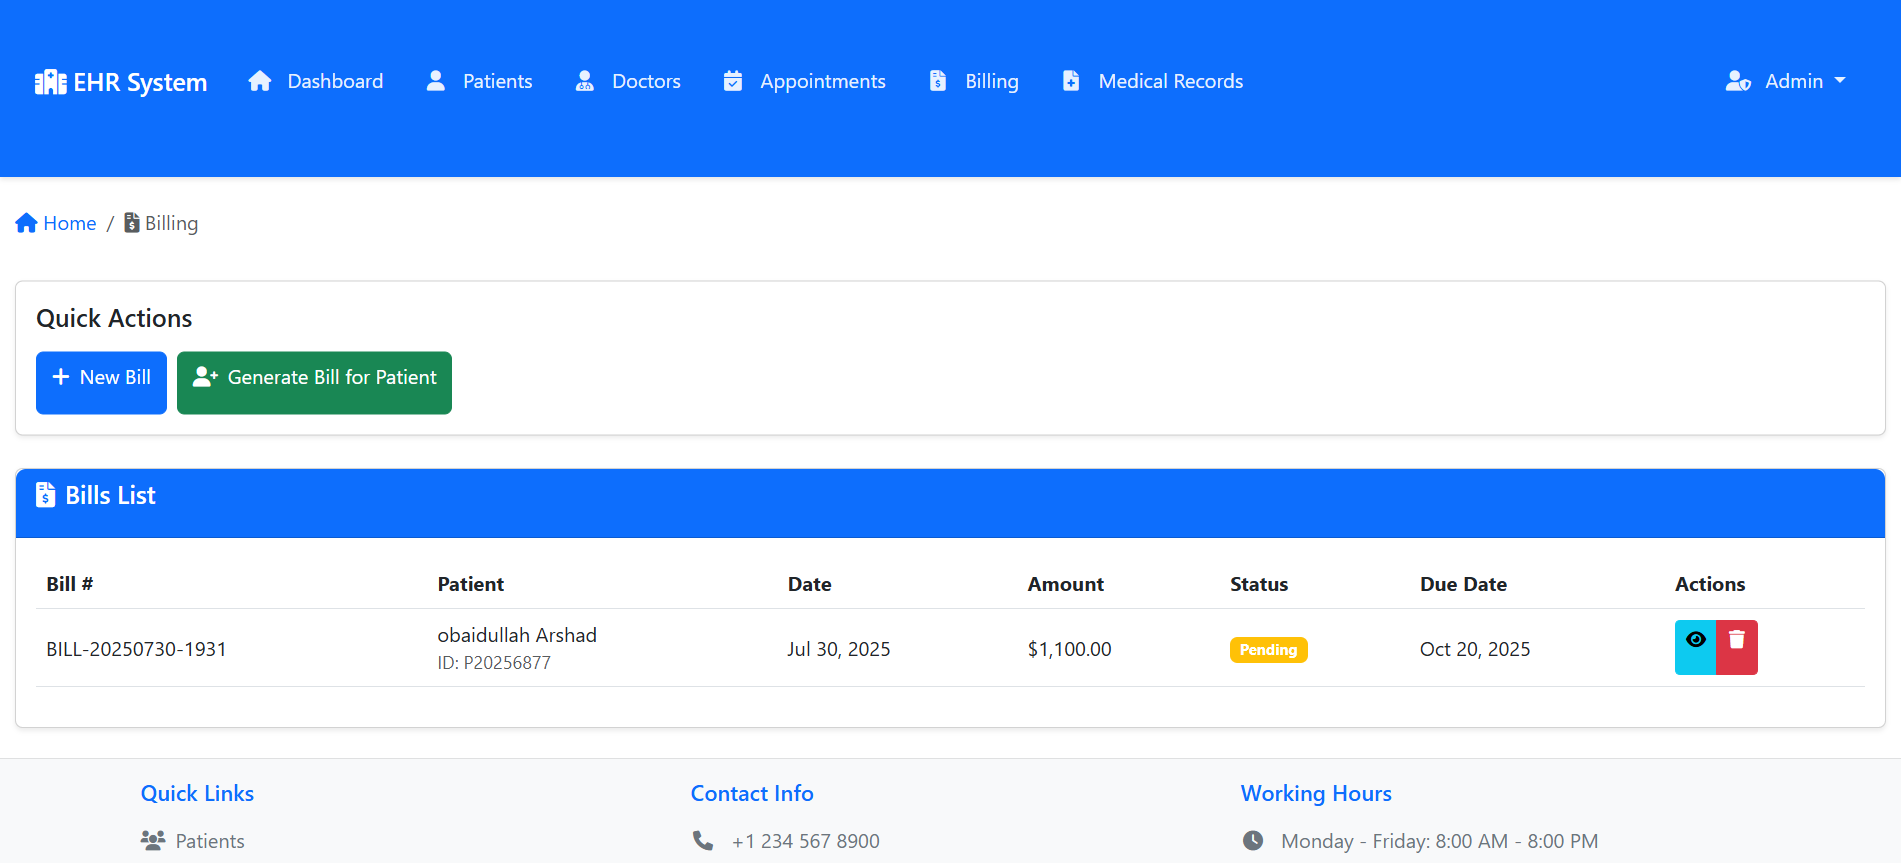 EHR System Dashboard Patients Doctors Appointments Billing Medical Records Admin
Home / Billing
Quick Actions
New Bill Generate Bill for Patient
Bills List
Bill # Patient Date Amount Status Due Date Actions
BILL-20250730-1931 obaidullah Arshad Jul 30, 2025 $1,100.00 Pending Oct 20, 2025
ID: P20256877
Quick Links Contact Info Working Hours
Patients +1 234 567 8900 Monday - Friday: 8:00 AM - 8:00 PM